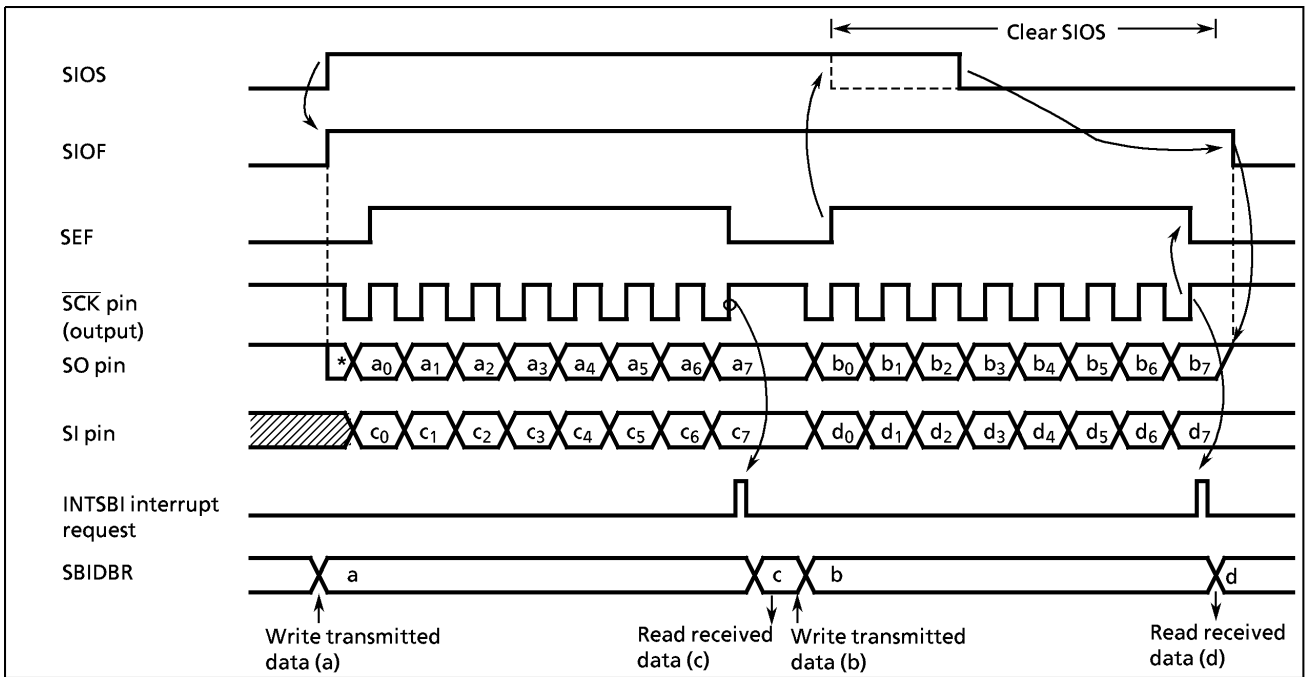 Clear SIOS
SIOS
SIOF
SEF
SCK pin
(output)
SO pin
* a0 a1 a2 a3 a4 a5 a6 a7 b0 b1 b2 b3 b4 b5 b6 b7
SI pin
c0 c1 c2 c3 c4 c5 c6 c7 d0 d1 d2 d3 d4 d5 d6 d7
INTSBI interrupt
request
SBIDBR
a c b d
Write transmitted
data (a)
Read received
data (c)
Write transmitted
data (b)
Read received
data (d)